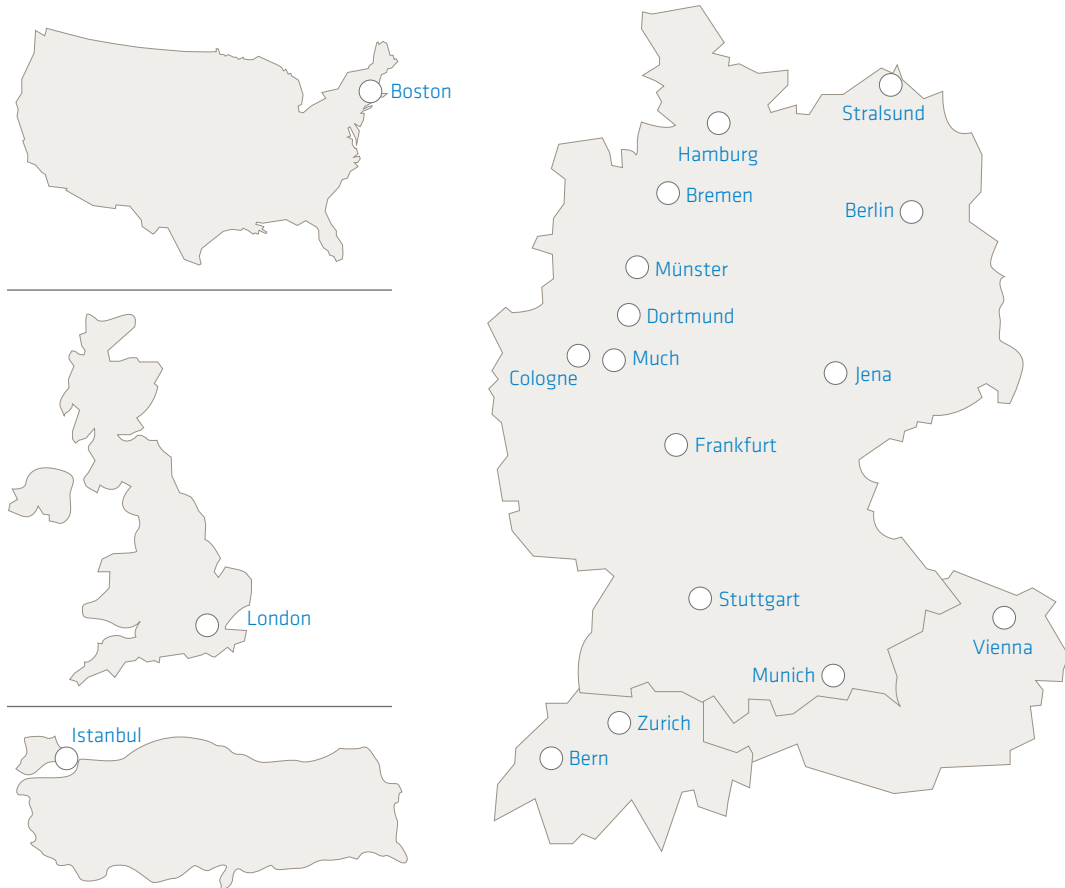 Boston
London
Istanbul
Stralsund
Hamburg
Bremen
Berlin
Münster
Dortmund
Much
Cologne
Jena
Frankfurt
Stuttgart
Vienna
Munich
Zurich
Bern